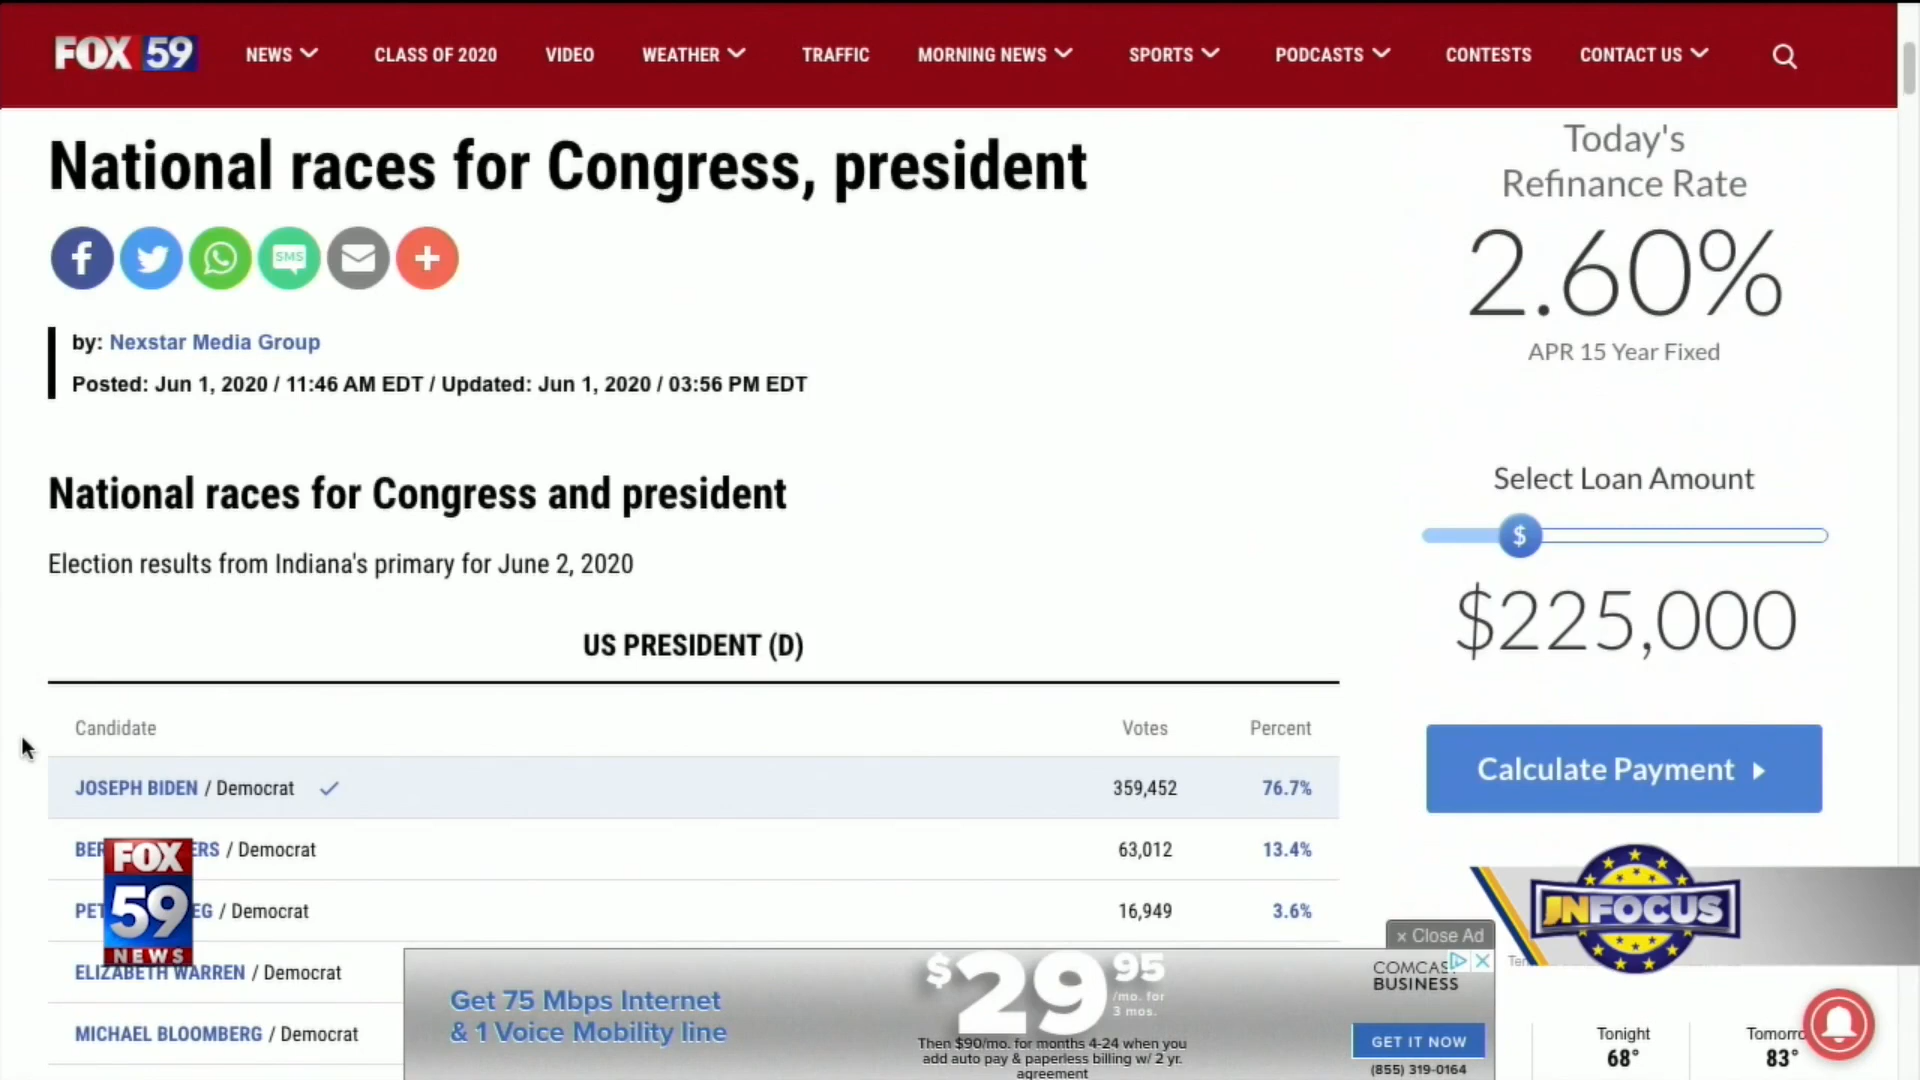 FOX 59
NEWS
CLASS OF 2020
VIDEO
WEATHER
TRAFFIC
MORNING NEWS
SPORTS
PODCASTS
CONTESTS
CONTACT US
National races for Congress, president
SMS
by: Nexstar Media Group
Posted: Jun 1, 2020 / 11:46 AM EDT / Updated: Jun 1, 2020 / 03:56 PM EDT
National races for Congress and president
Election results from Indiana's primary for June 2, 2020
US PRESIDENT (D)
Candidate Votes Percent
JOSEPH BIDEN / Democrat 359,452 76.7%
BER ERS / Democrat 63,012 13.4%
PET EG / Democrat 16,949 3.6%
ELIZABETH WARREN / Democrat
MICHAEL BLOOMBERG / Democrat
FOX
59
NEWS
Today's
Refinance Rate
2.60%
APR 15 Year Fixed
Select Loan Amount
$
$225,000
Calculate Payment
INFOCUS
x Close Ad
Get 75 Mbps Internet
& 1 Voice Mobility line
$29 95
/mo. for
3 mos.
Then $90/mo. for months 4-24 when you
add auto pay & paperless billing w/ 2 yr.
agreement
COMCAS
BUSINESS
GET IT NOW
(855) 319-0164
Tonight
68°
Tomorro
83°